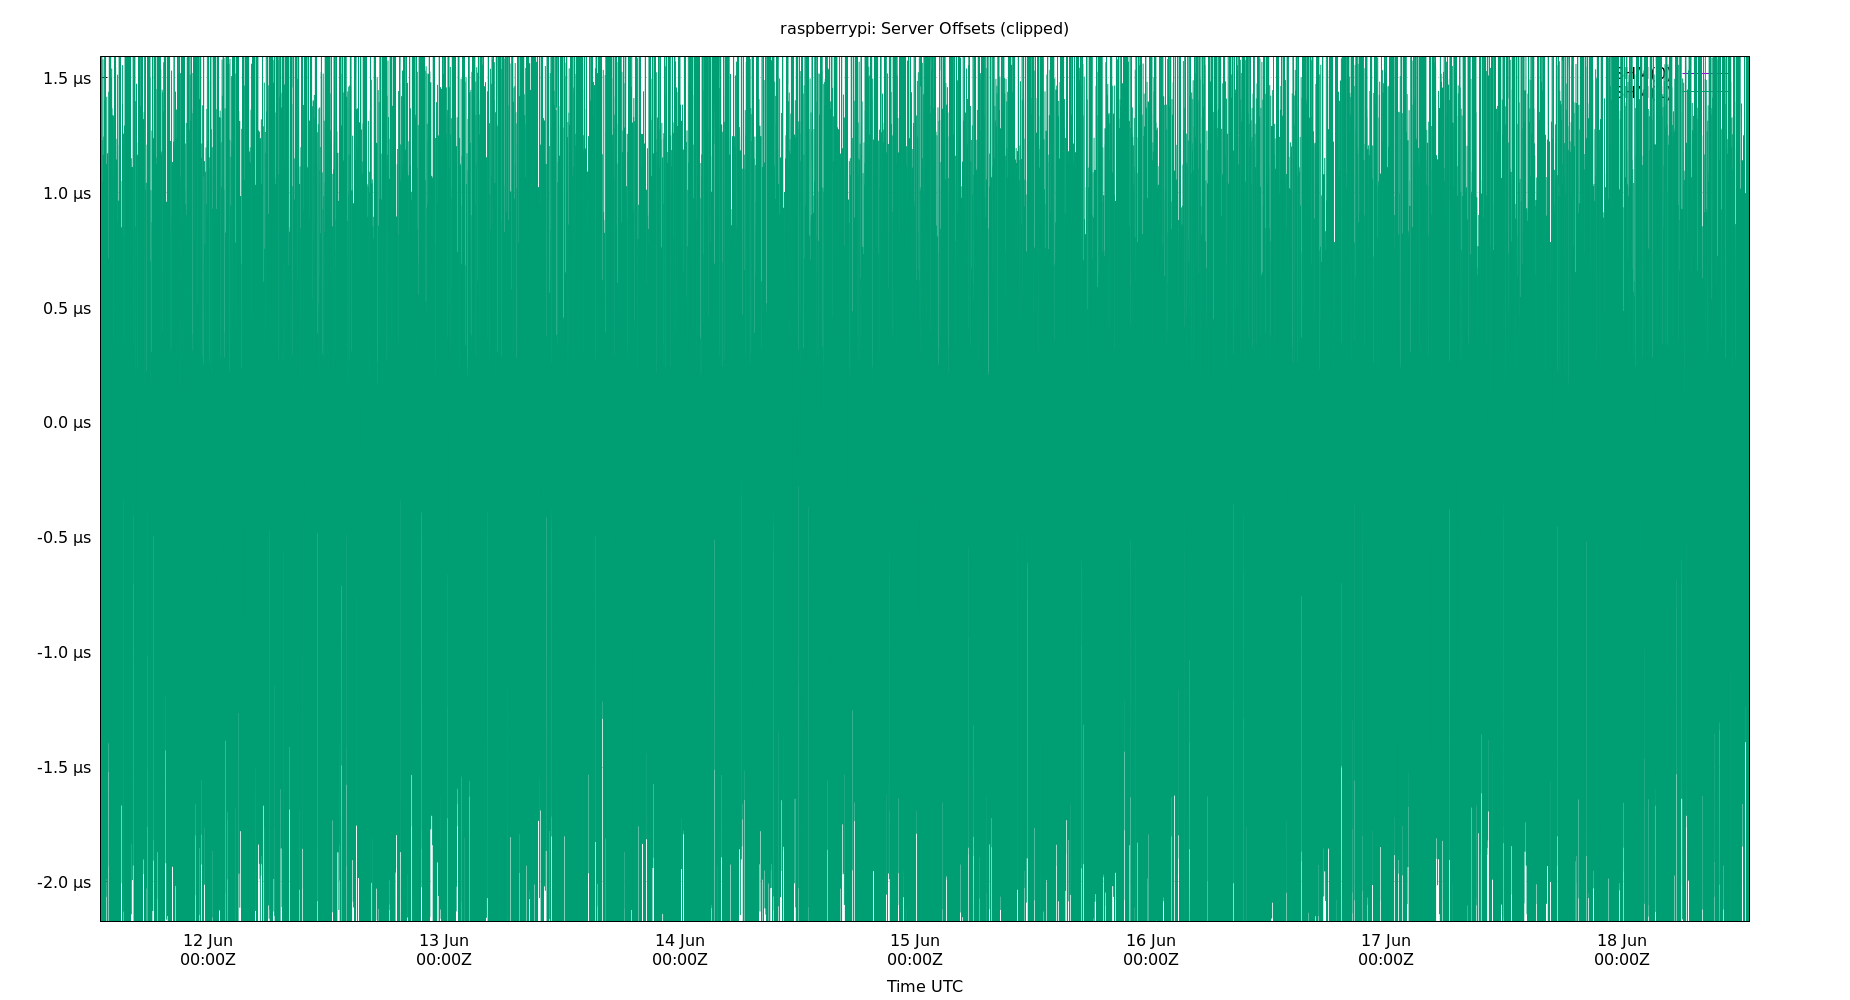 raspberrypi: Server Offsets (clipped)
1.5 µs
1.0 µs
0.5 µs
0.0 µs
-0.5 µs
-1.0 µs
-1.5 µs
-2.0 µs
12 Jun
00:00Z
13 Jun
00:00Z
14 Jun
00:00Z
15 Jun
00:00Z
16 Jun
00:00Z
17 Jun
00:00Z
18 Jun
00:00Z
Time UTC